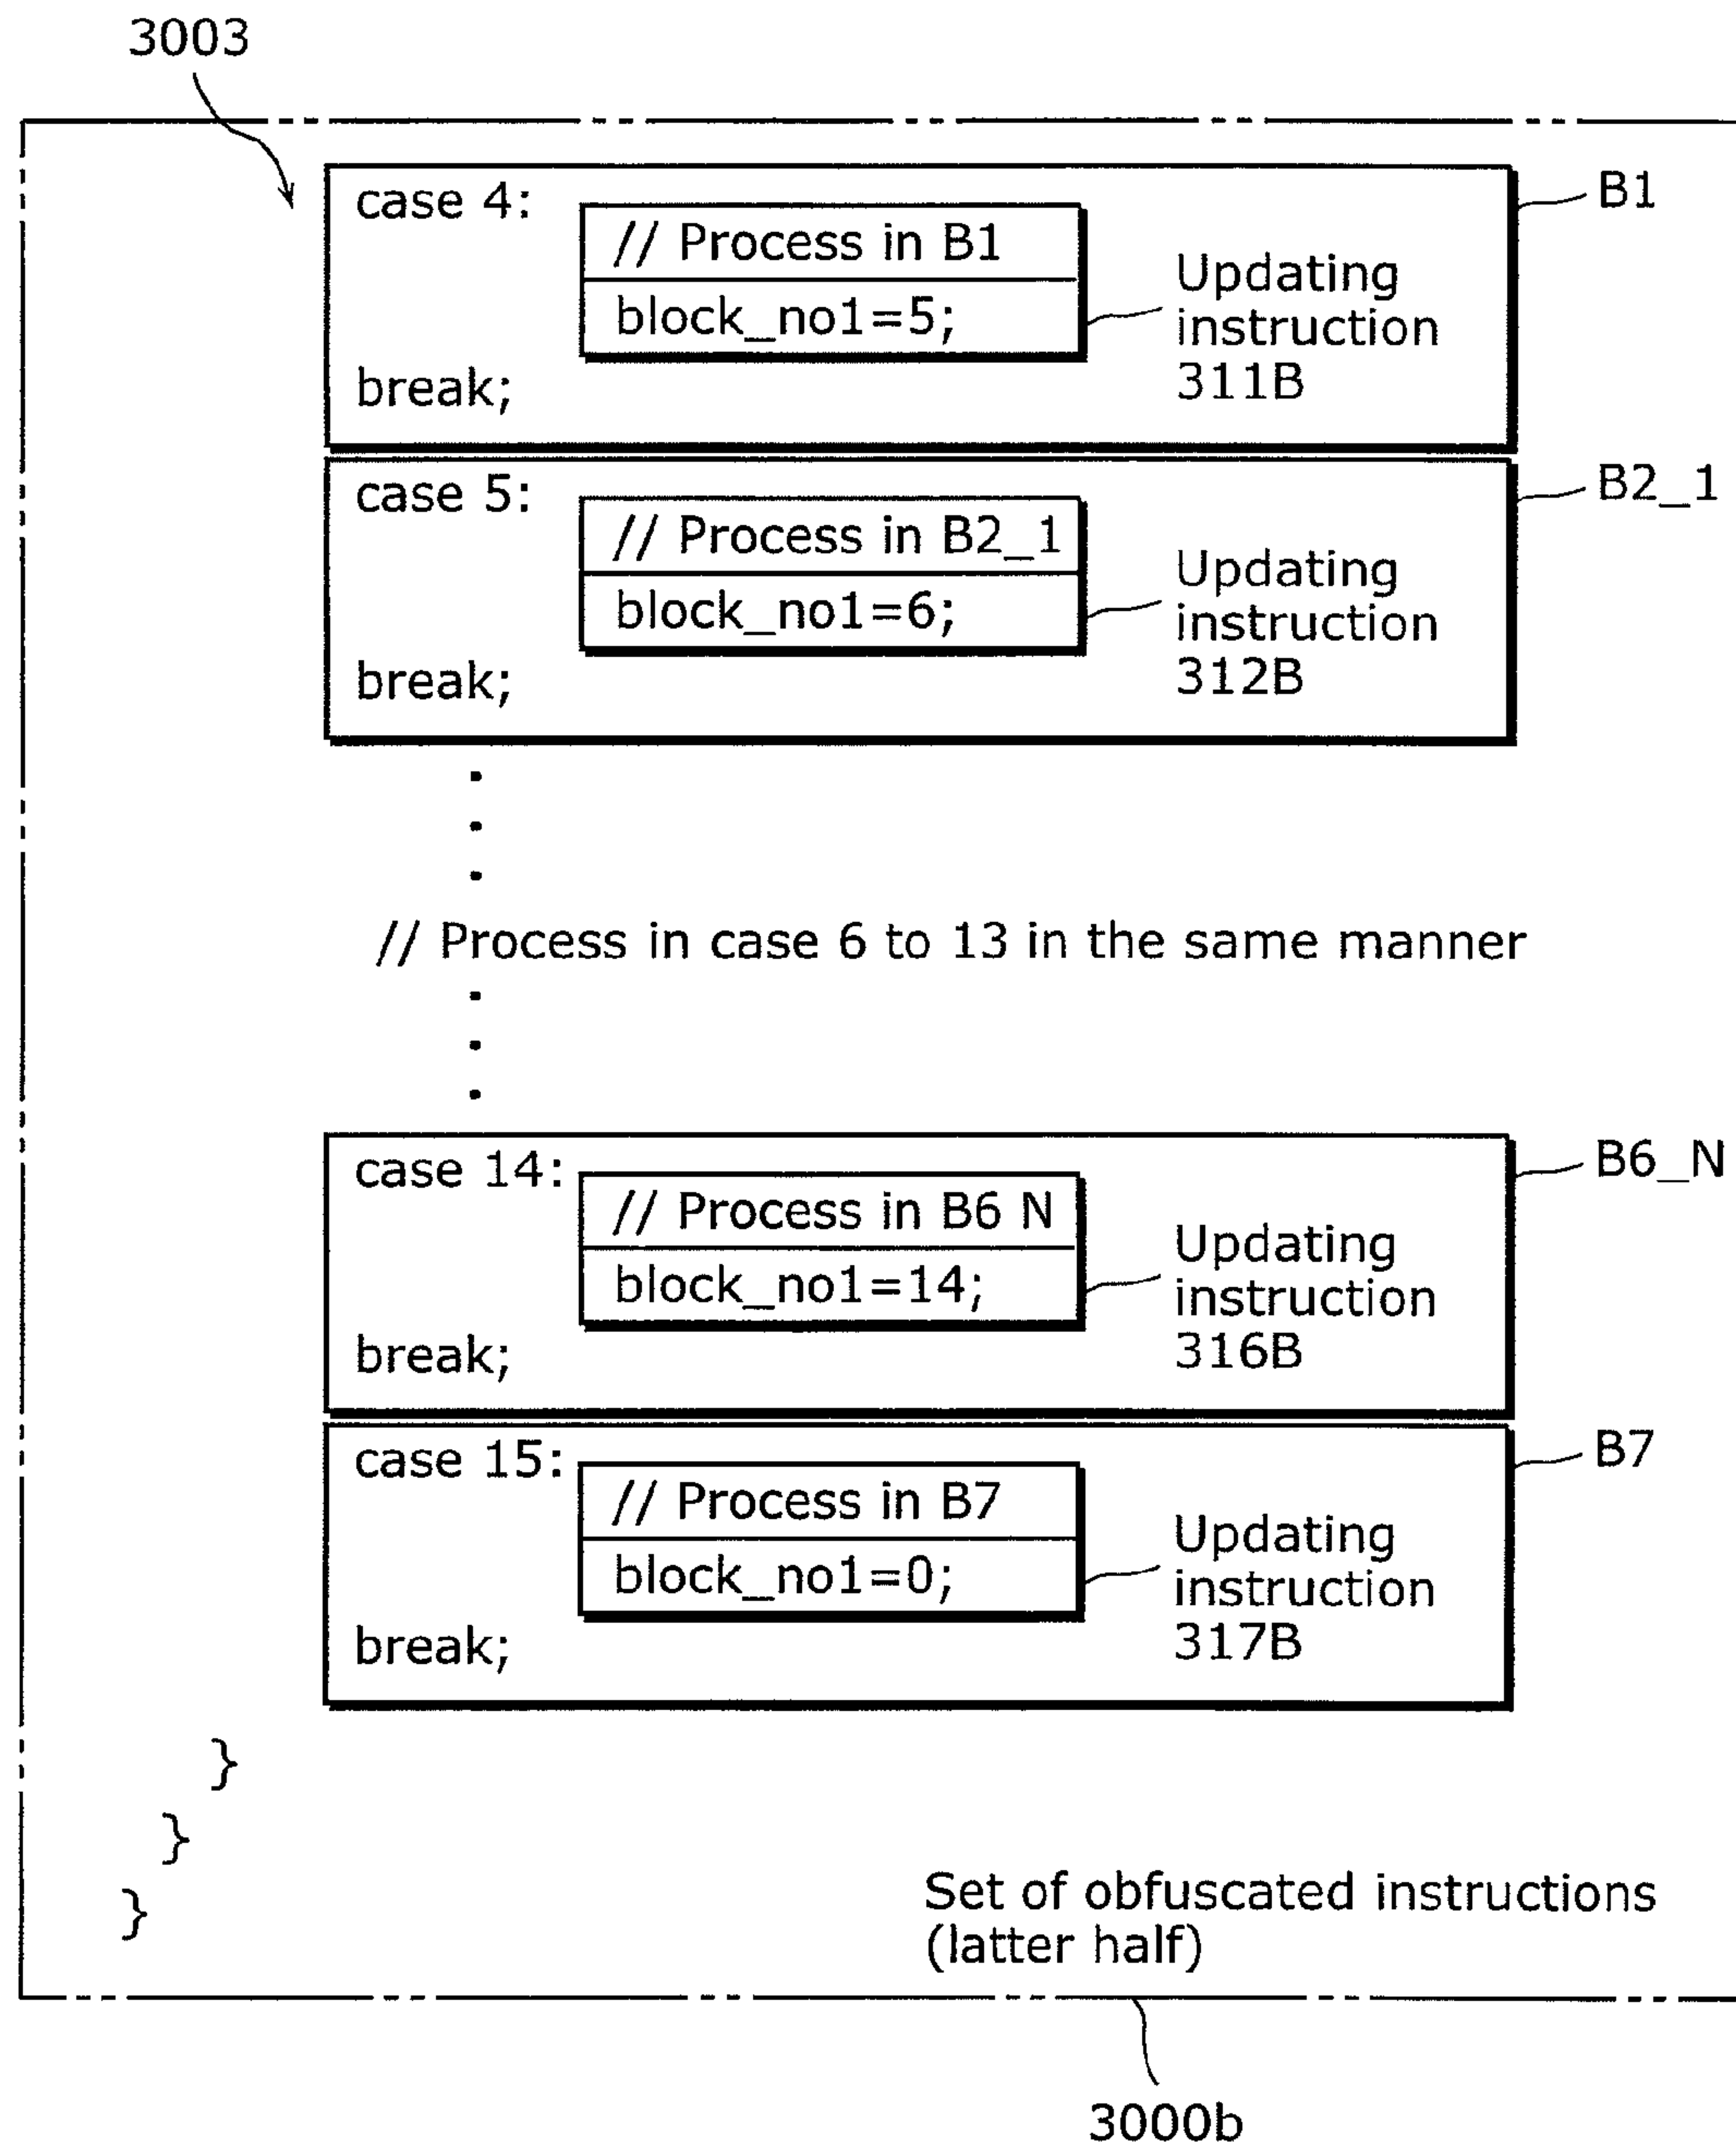 3003
case 4:
// Process in B1
block_no1=5;
break;
Updating
instruction
311B
B1
case 5:
// Process in B2_1
block_no1=6;
break;
Updating
instruction
312B
B2_1
// Process in case 6 to 13 in the same manner
case 14:
// Process in B6 N
block_no1=14;
break;
Updating
instruction
316B
B6_N
case 15:
// Process in B7
block_no1=0;
break;
Updating
instruction
317B
B7
}
}
}
Set of obfuscated instructions
(latter half)
3000b